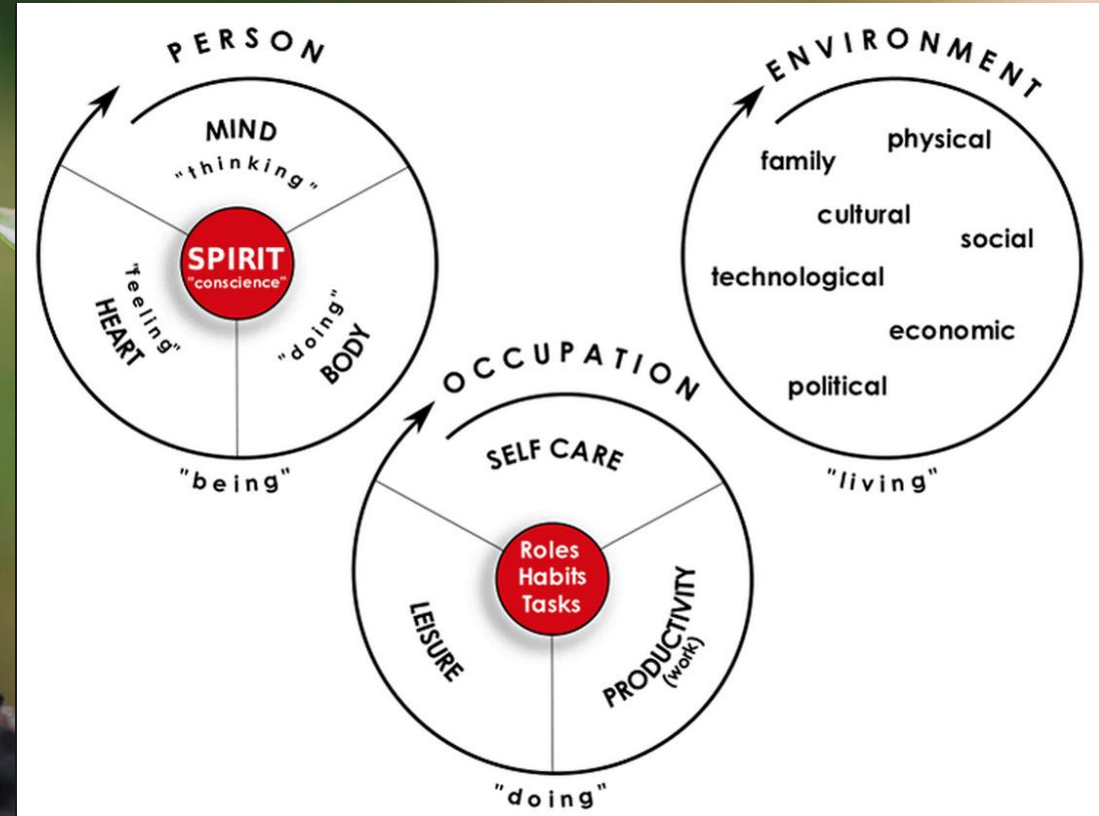 PERSON
MIND
"thinking"
SPIRIT
"conscience"
"feeling"
HEART
"doing"
BODY
"being"
ENVIRONMENT
physical
family
cultural
social
technological
economic
political
"living"
OCCUPATION
SELF CARE
Roles
Habits
Tasks
LEISURE
PRODUCTIVITY
(work)
"doing"